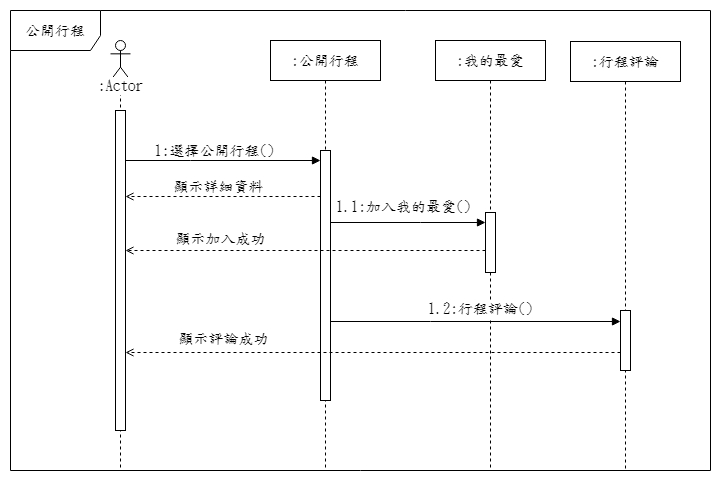 公開行程
:Actor
:公開行程
:我的最愛
:行程評論
1:選擇公開行程()
顯示詳細資料
1.1:加入我的最愛()
顯示加入成功
1.2:行程評論()
顯示評論成功